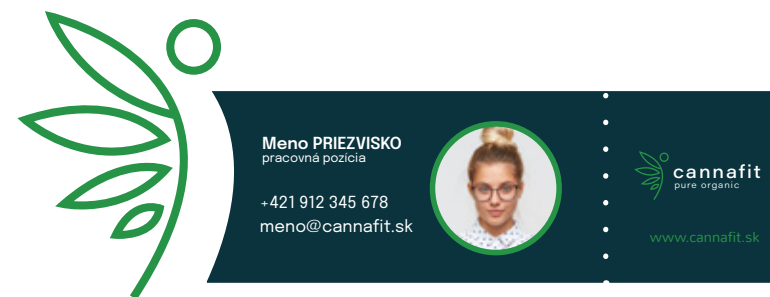 Meno PRIEZVISKO
pracovná pozícia
+421 912 345 678
meno@cannafit.sk
cannafit
pure organic
www.cannafit.sk